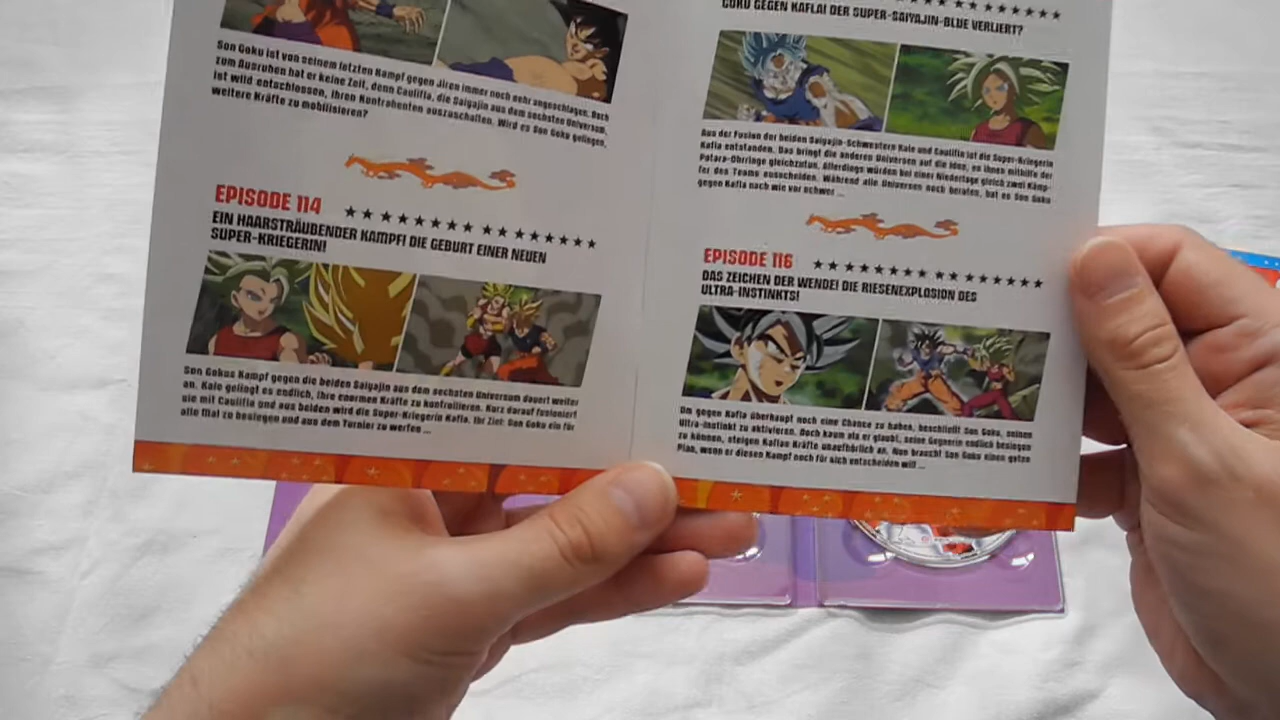 Son Goku ist von seinem letzten Kampf gegen Jiren immer noch sehr angeschlagen. Doch
zum Ausruhen hat er keine Zeit, denn Caulifla, die Saiyajin aus dem sechsten Universum,
ist wild entschlossen, ihren Kontrahenten auszuschalten. Wird es Son Goku gelingen,
weitere Kräfte zu mobilisieren?
EPISODE 114
EIN HAARSTRÄUBENDER KAMPF! DIE GEBURT EINER NEUEN
SUPER-KRIEGERIN!
Son Gokus Kampf gegen die beiden Saiyajin aus dem sechsten Universum dauert weiter
an. Kale gelingt es endlich, ihre enormen Kräfte zu kontrollieren. Kurz darauf fusioniert
sie mit Caulifla und aus beiden wird die Super-Kriegerin Kafla. Ihr Ziel: Son Goku ein für
alle Mal zu besiegen und aus dem Turnier zu werfen ...
GOKU GEGEN KAFLA! DER SUPER-SAIYAJIN-BLUE VERLIERT?
Aus der Fusion der beiden Saiyajin-Schwestern Kale und Caulifla ist die Super-Kriegerin
Kafla entstanden. Das bringt die anderen Universen auf die Idee, es ihnen mithilfe der
Potara-Ohrringe gleichzutun. Allerdings würden bei einer Niederlage gleich zwei Kämp-
fer des Teams ausscheiden. Während alle Universen noch beraten, hat es Son Goku
gegen Kafla nach wie vor schwer ...
EPISODE 116
DAS ZEICHEN DER WENDE! DIE RIESENEXPLOSION DES
ULTRA-INSTINKTS!
Um gegen Kafla überhaupt noch eine Chance zu haben, beschließt Son Goku, seinen
Ultra-Instinkt zu aktivieren. Doch kaum als er glaubt, seine Gegnerin endlich besiegen
zu können, steigen Kaflas Kräfte unaufhörlich an. Nun braucht Son Goku einen guten
Plan, wenn er diesen Kampf noch für sich entscheiden will ...